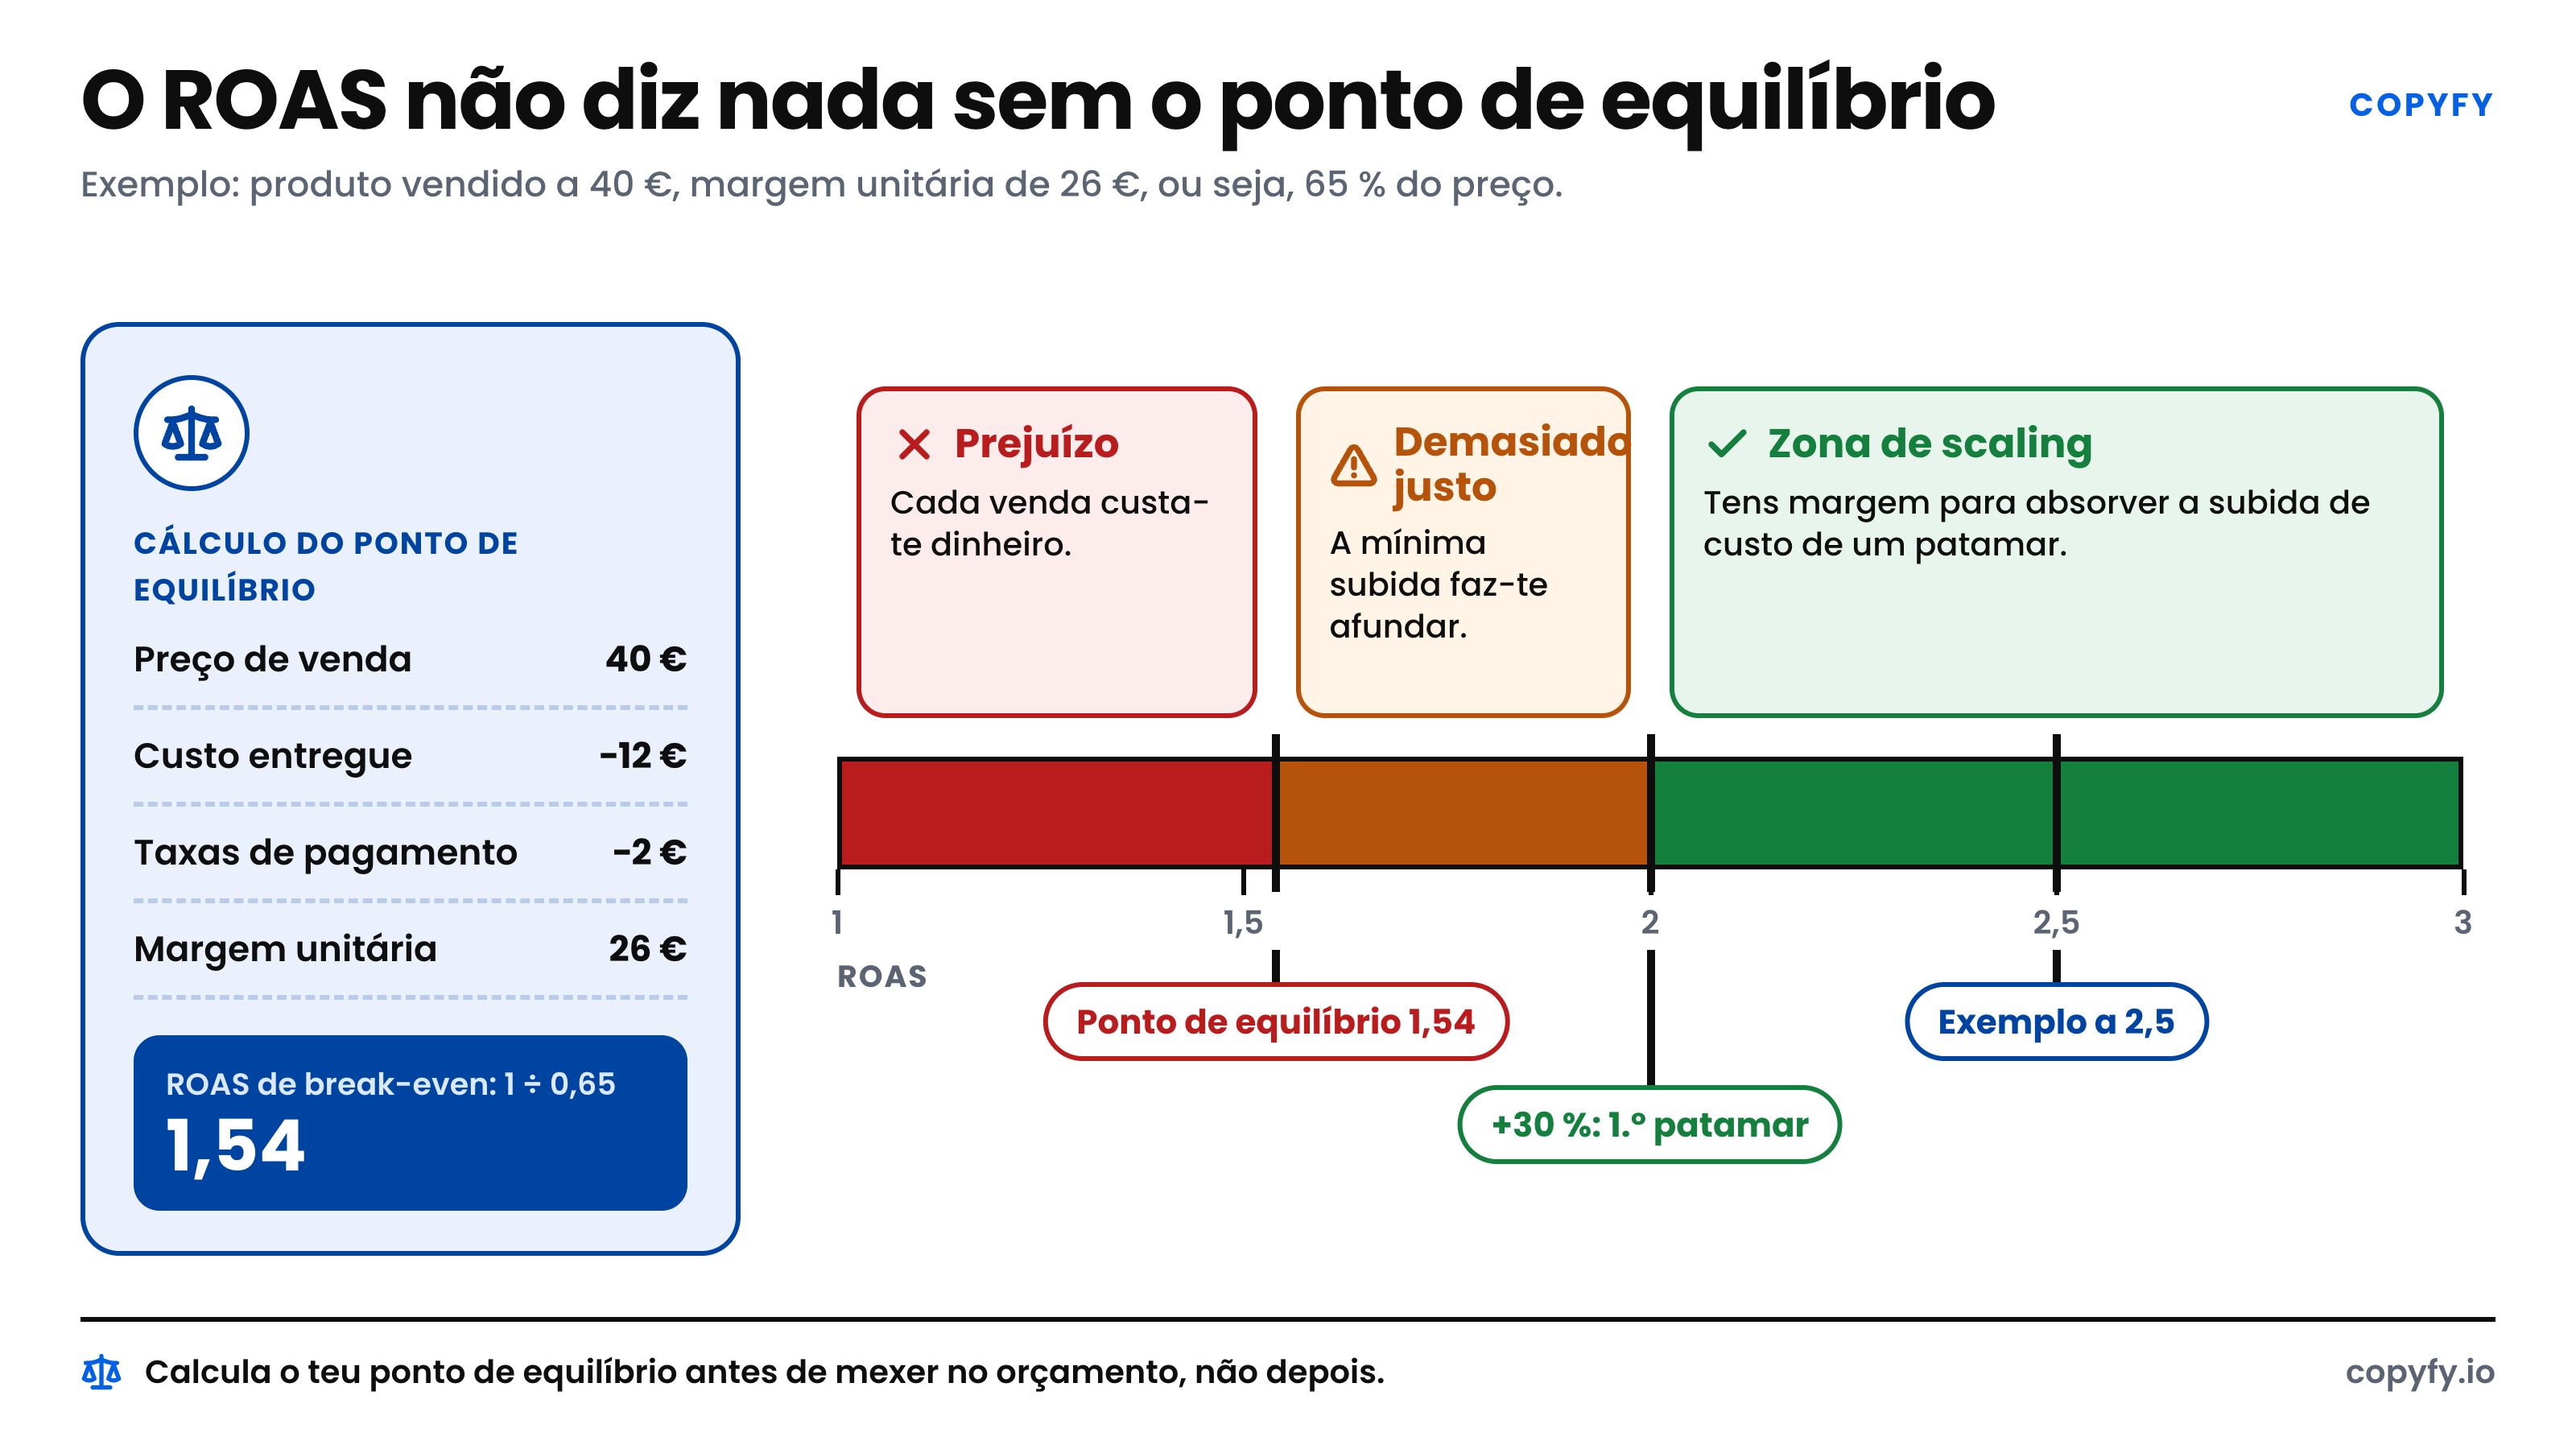 O ROAS não diz nada sem o ponto de equilíbrio
COPYFY
Exemplo: produto vendido a 40 €, margem unitária de 26 €, ou seja, 65 % do preço.
CÁLCULO DO PONTO DE
EQUILÍBRIO
Preço de venda 40 €
Custo entregue -12 €
Taxas de pagamento -2 €
Margem unitária 26 €
ROAS de break-even: 1 ÷ 0,65
1,54
Prejuízo
Cada venda custa-
te dinheiro.
Demasiado
justo
A mínima
subida faz-te
afundar.
Zona de scaling
Tens margem para absorver a subida de
custo de um patamar.
1 1,5 2 2,5 3
ROAS
Ponto de equilíbrio 1,54
Exemplo a 2,5
+30 %: 1.º patamar
Calcula o teu ponto de equilíbrio antes de mexer no orçamento, não depois.
copyfy.io